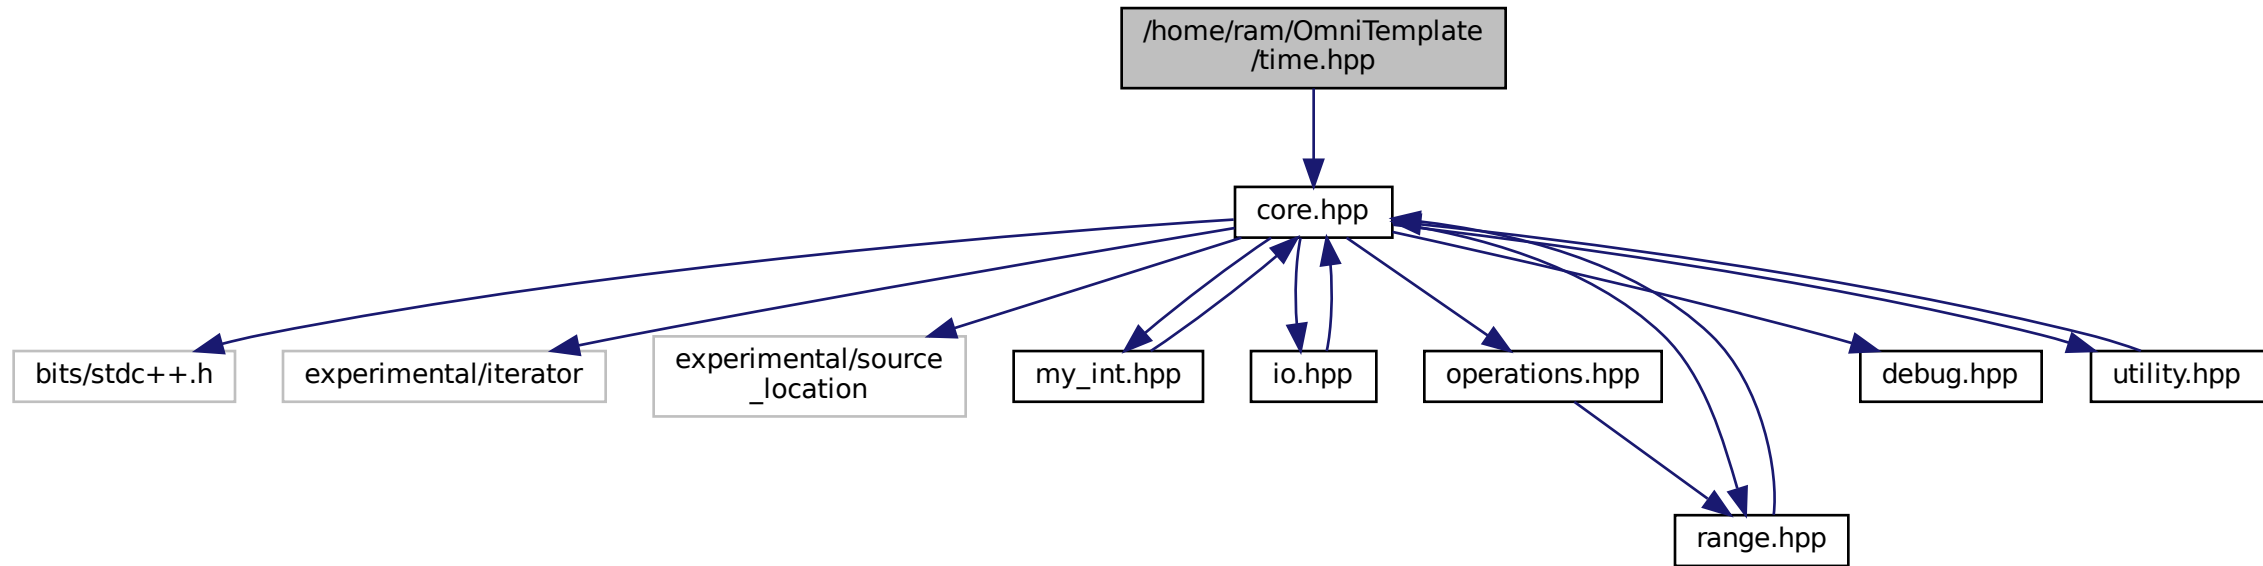 /home/ram/OmniTemplate
/time.hpp
core.hpp
bits/stdc++.h
experimental/iterator
experimental/source
_location
my_int.hpp
io.hpp
operations.hpp
debug.hpp
utility.hpp
range.hpp